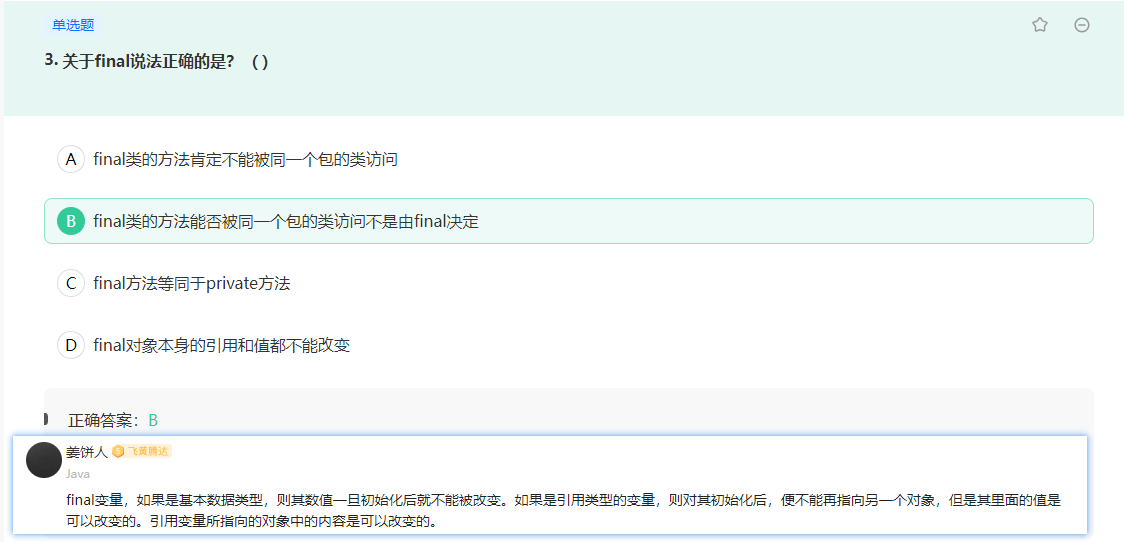 单选题
3. 关于final说法正确的是？ （ ）
A final类的方法肯定不能被同一个包的类访问
B final类的方法能否被同一个包的类访问不是由final决定
C final方法等同于private方法
D final对象本身的引用和值都不能改变
正确答案：B
姜饼人 S 飞黄腾达
Java
final变量，如果是基本数据类型，则其数值一旦初始化后就不能被改变。如果是引用类型的变量，则对其初始化后，便不能再指向另一个对象，但是其里面的值是
可以改变的。引用变量所指向的对象中的内容是可以改变的。